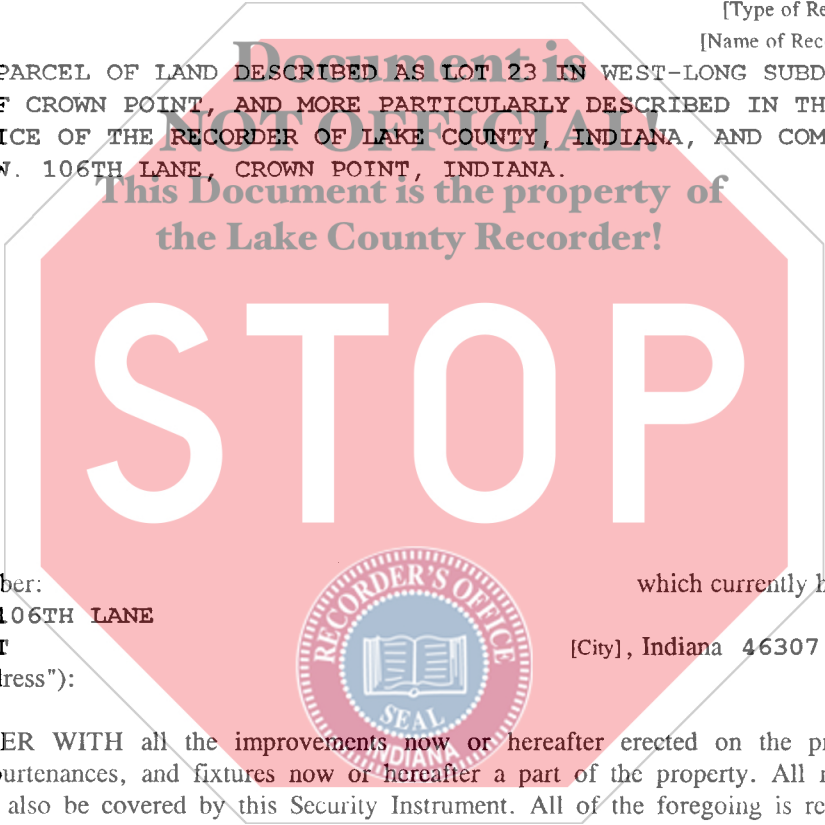 [Type of Re
[Name of Rec
Document is
PARCEL OF LAND DESCRIBED AS LOT 23 IN WEST-LONG SUBD
F CROWN POINT, AND MORE PARTICULARLY DESCRIBED IN TH
NOT OFFICIAL!
ICE OF THE RECORDER OF LAKE COUNTY, INDIANA, AND COM
W. 106TH LANE, CROWN POINT, INDIANA.
This Document is the property of
the Lake County Recorder!
STOP
ber: which currently h
106TH LANE
T [City], Indiana 46307
dress"):
RECORDER'S OFFICE
SEAL
INDIANA
ER WITH all the improvements now or hereafter erected on the pr
urtenances, and fixtures now or hereafter a part of the property. All r
also be covered by this Security Instrument. All of the foregoing is re